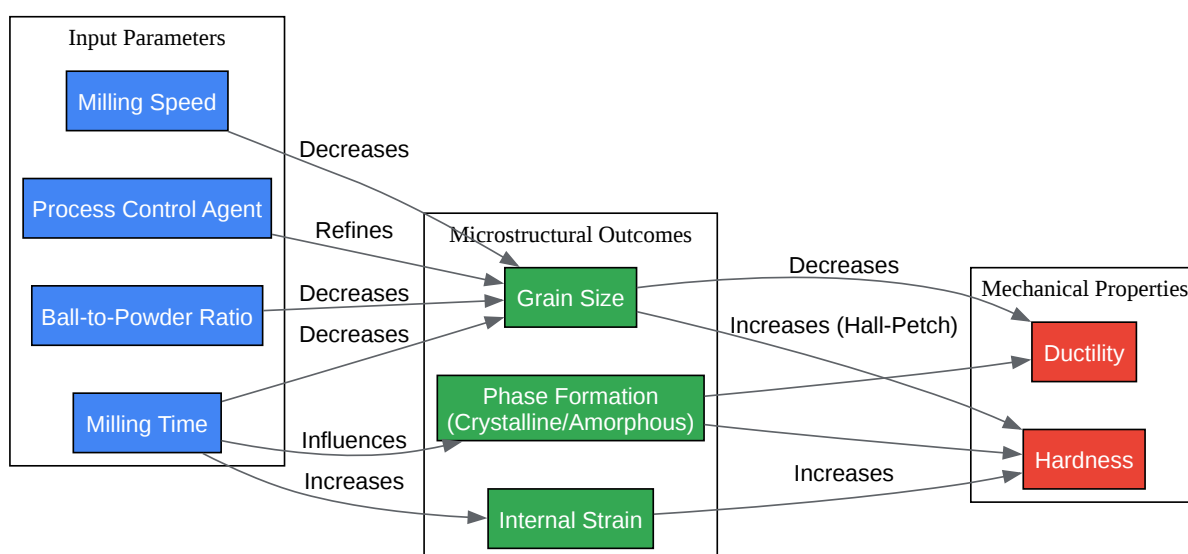 Input Parameters
Milling Speed
Process Control Agent
Ball-to-Powder Ratio
Milling Time
Decreases
Refines
Decreases
Decreases
Influences
Increases
Microstructural Outcomes
Grain Size
Phase Formation
(Crystalline/Amorphous)
Internal Strain
Decreases
Increases (Hall-Petch)
Increases
Mechanical Properties
Ductility
Hardness